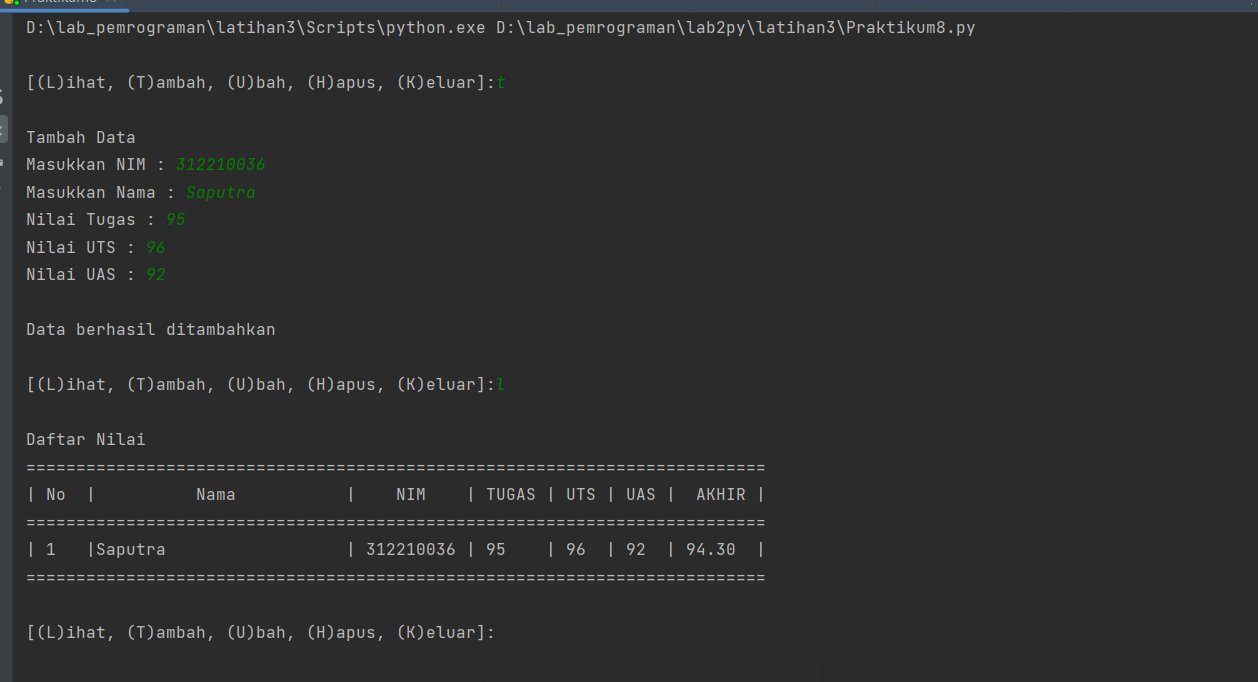 D:\lab_pemrograman\latihan3\Scripts\python.exe D:\lab_pemrograman\lab2py\latihan3\Praktikum8.py
[(L)ihat, (T)ambah, (U)bah, (H)apus, (K)eluar]:t
Tambah Data
Masukkan NIM : 312210036
Masukkan Nama : Saputra
Nilai Tugas : 95
Nilai UTS : 96
Nilai UAS : 92
Data berhasil ditambahkan
[(L)ihat, (T)ambah, (U)bah, (H)apus, (K)eluar]:l
Daftar Nilai
==========================================================================
| No  |          Nama           |    NIM    | TUGAS | UTS | UAS |  AKHIR |
==========================================================================
| 1   |Saputra                  | 312210036 | 95    | 96  | 92  | 94.30  |
==========================================================================
[(L)ihat, (T)ambah, (U)bah, (H)apus, (K)eluar]: